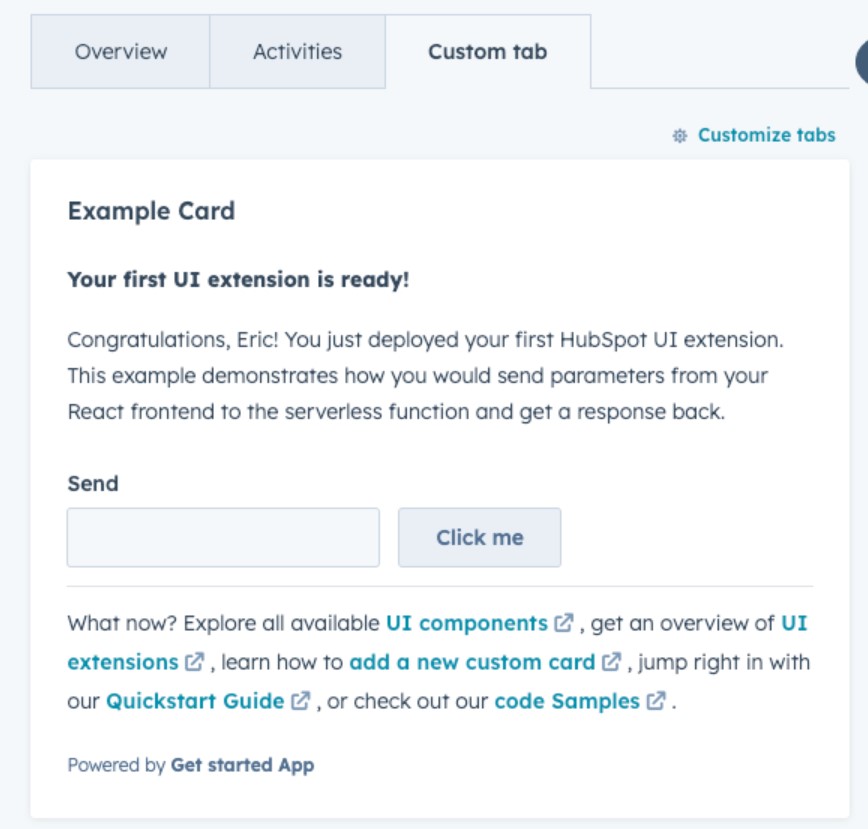 Overview Activities Custom tab
Customize tabs
Example Card
Your first UI extension is ready!
Congratulations, Eric! You just deployed your first HubSpot UI extension.
This example demonstrates how you would send parameters from your
React frontend to the serverless function and get a response back.
Send
Click me
What now? Explore all available UI components , get an overview of UI
extensions , learn how to add a new custom card , jump right in with
our Quickstart Guide , or check out our code Samples .
Powered by Get started App